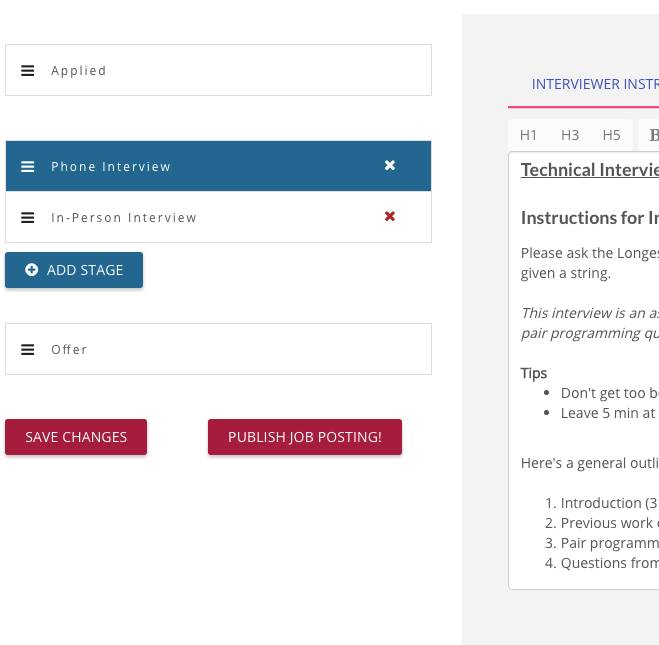 Applied
Phone Interview
In-Person Interview
ADD STAGE
Offer
SAVE CHANGES
PUBLISH JOB POSTING!
INTERVIEWER INSTR
H1 H3 H5 B
Technical Intervie
Instructions for I
Please ask the Longes
given a string.
This interview is an a
pair programming qu
Tips
• Don't get too b
• Leave 5 min at
Here's a general outli
1. Introduction (3
2. Previous work
3. Pair programm
4. Questions from